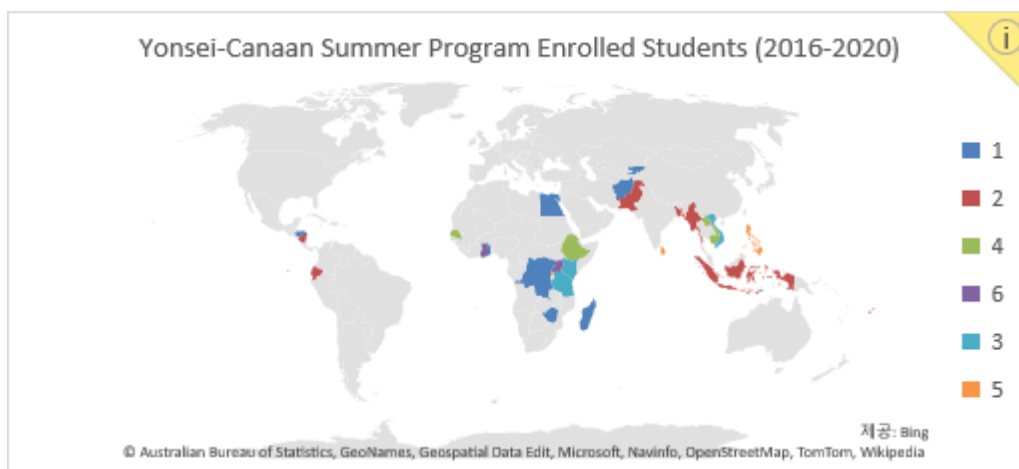 Yonsei-Canaan Summer Program Enrolled Students (2016-2020)
i
1
2
4
6
3
5
제공: Bing
© Australian Bureau of Statistics, GeoNames, Geospatial Data Edit, Microsoft, Navinfo, OpenStreetMap, TomTom, Wikipedia